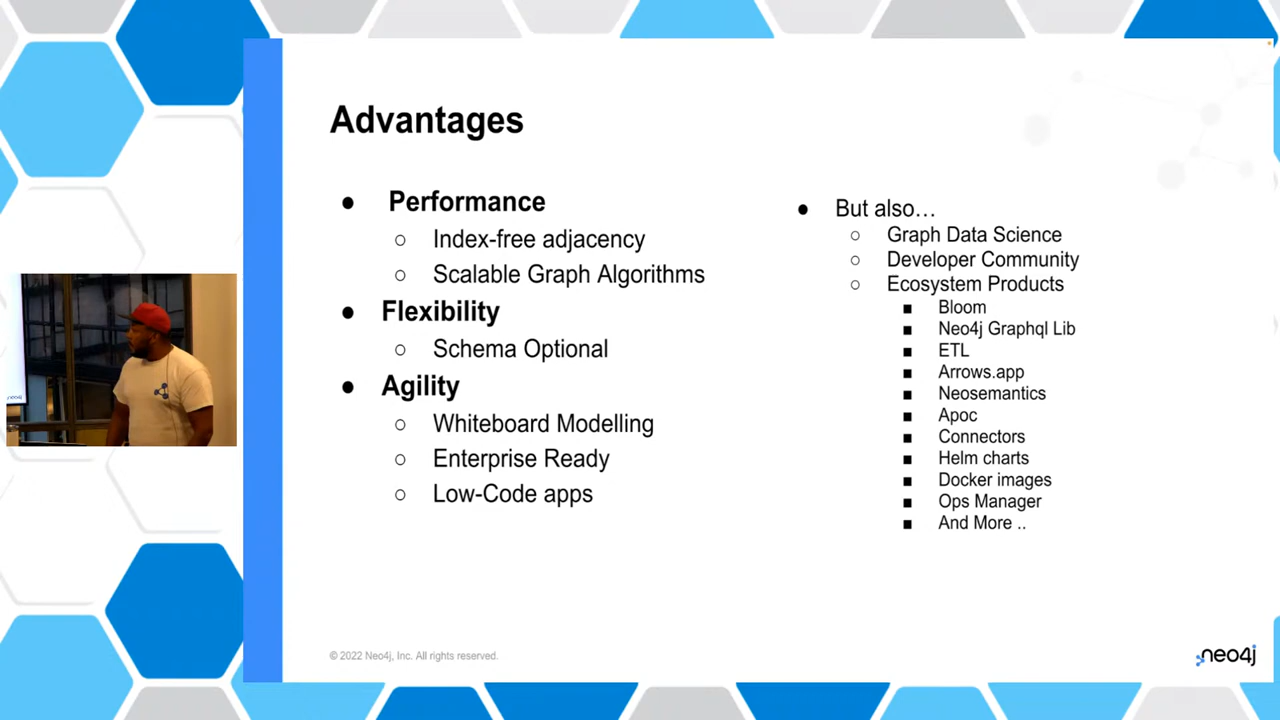 Advantages
● Performance
○ Index-free adjacency
○ Scalable Graph Algorithms
● Flexibility
○ Schema Optional
● Agility
○ Whiteboard Modelling
○ Enterprise Ready
○ Low-Code apps
● But also…
○ Graph Data Science
○ Developer Community
○ Ecosystem Products
■ Bloom
■ Neo4j Graphql Lib
■ ETL
■ Arrows.app
■ Neosemantics
■ Apoc
■ Connectors
■ Helm charts
■ Docker images
■ Ops Manager
■ And More ..
© 2022 Neo4j, Inc. All rights reserved.
neo4j
neo4j